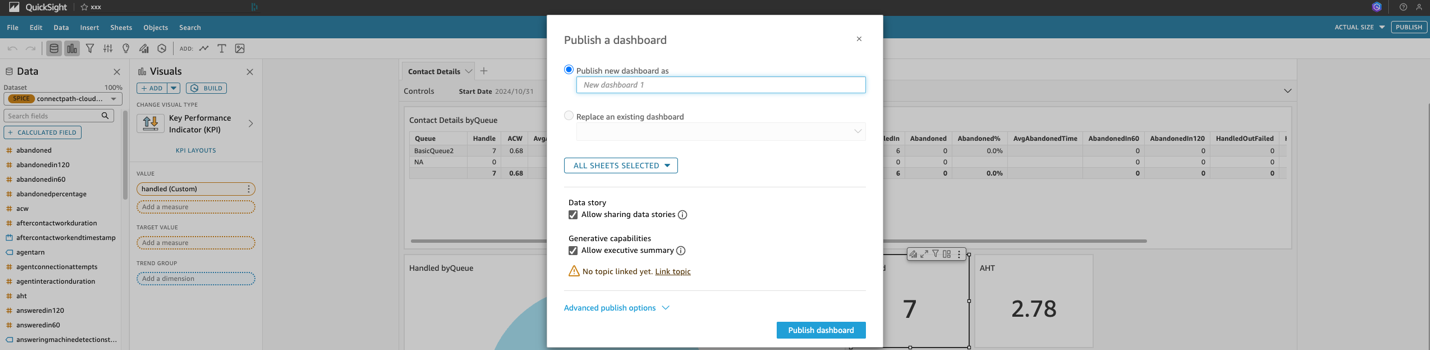 QuickSight
xxx
File Edit Data Insert Sheets Objects Search
ACTUAL SIZE
PUBLISH
ADD:
Data
Dataset 100%
SPICE connectpath-cloud...
Search fields
+ CALCULATED FIELD
abandoned
abandonedin120
abandonedin60
abandonedpercentage
acw
aftercontactworkduration
aftercontactworkendtimestamp
agentarn
agentconnectionattempts
agentinteractionduration
aht
answeredin120
answeredin60
answeringmachinedetectionst...
Visuals
+ ADD
BUILD
CHANGE VISUAL TYPE
Key Performance
Indicator (KPI)
KPI LAYOUTS
VALUE
handled (Custom)
Add a measure
TARGET VALUE
Add a measure
TREND GROUP
Add a dimension
Contact Details
Controls Start Date 2024/10/31
Contact Details byQueue
Queue Handle ACW
BasicQueue2 7 0.68
NA 0
7 0.68
Abandoned Abandoned% AvgAbandonedTime AbandonedIn60 AbandonedIn120 HandledOutFailed
6 0 0.0% 0 0 0
0 0 0 0 0
6 0 0.0% 0 0 0
Handled byQueue
7
AHT
2.78
Publish a dashboard
Publish new dashboard as
New dashboard 1
Replace an existing dashboard
ALL SHEETS SELECTED
Data story
Allow sharing data stories
Generative capabilities
Allow executive summary
No topic linked yet. Link topic
Advanced publish options
Publish dashboard